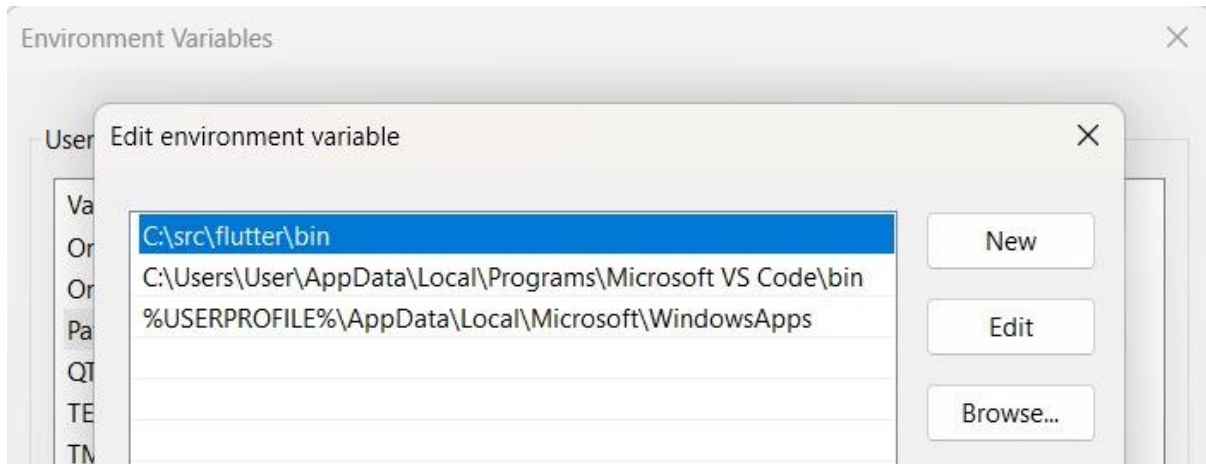 Environment Variables
User
Edit environment variable
Va
C:\src\flutter\bin
New
Or
C:\Users\User\AppData\Local\Programs\Microsoft VS Code\bin
Or
%USERPROFILE%\AppData\Local\Microsoft\WindowsApps
Edit
Pa
QT
TE
Browse...
TM